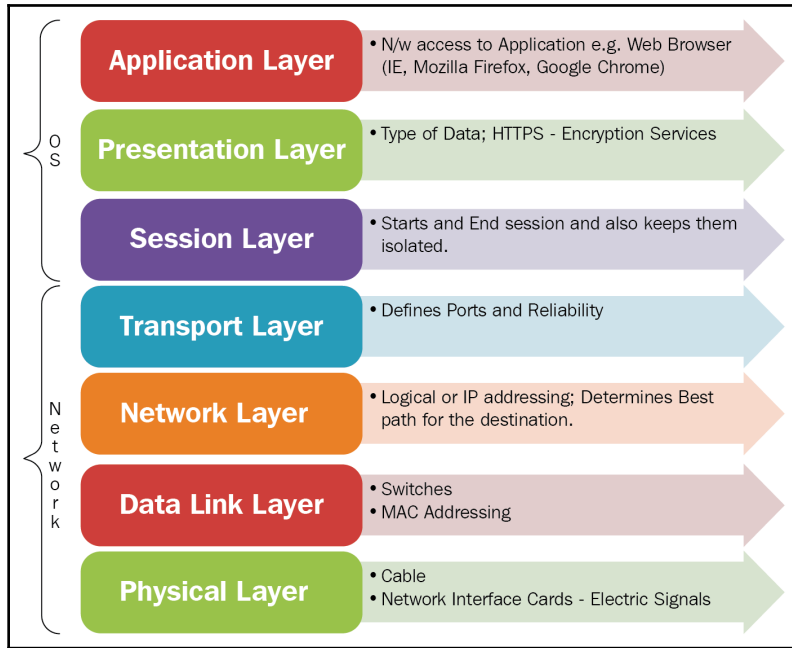 OS
Application Layer
• N/w access to Application e.g. Web Browser
(IE, Mozilla Firefox, Google Chrome)
Presentation Layer
• Type of Data; HTTPS - Encryption Services
Session Layer
• Starts and End session and also keeps them
isolated.
Network
Transport Layer
• Defines Ports and Reliability
Network Layer
• Logical or IP addressing; Determines Best
path for the destination.
Data Link Layer
• Switches
• MAC Addressing
Physical Layer
• Cable
• Network Interface Cards - Electric Signals